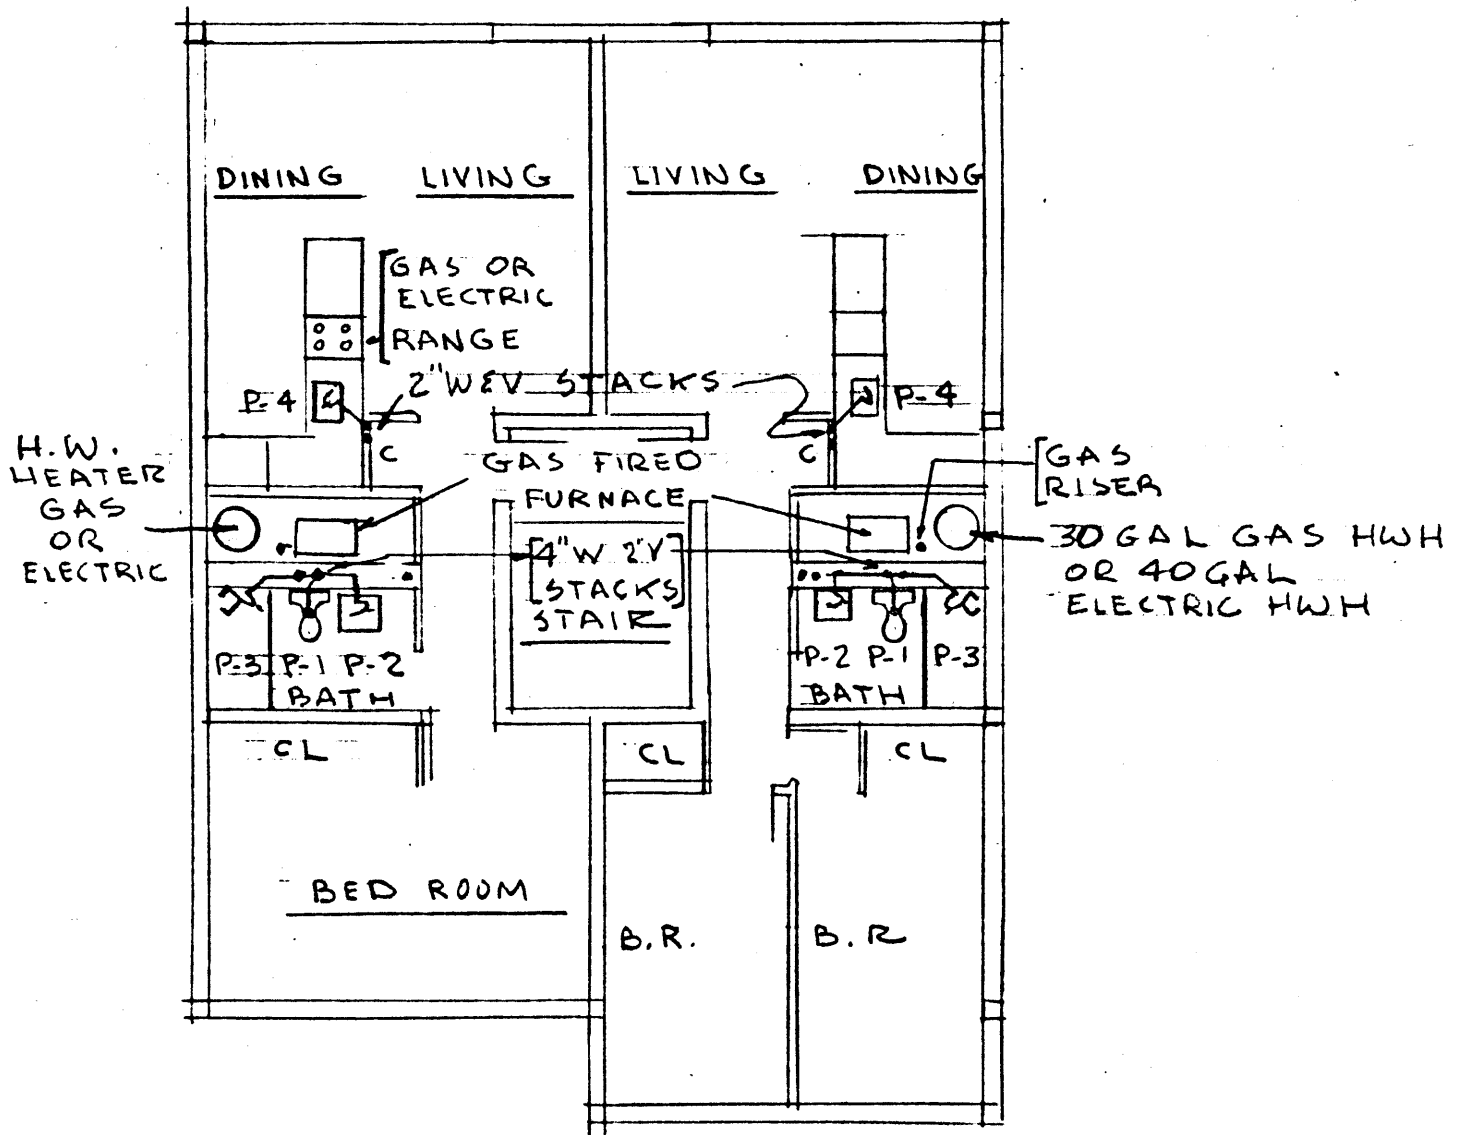 DINING
LIVING
LIVING
DINING
GAS OR
ELECTRIC
RANGE
2" W&V STACKS
P-4
P-4
C
C
H.W.
HEATER
GAS
OR
ELECTRIC
GAS FIRED
FURNACE
GAS
RISER
4" W 2" V
STACKS
STAIR
30 GAL GAS HWH
OR 40 GAL
ELECTRIC HWH
P-3 P-1 P-2
BATH
P-2 P-1 P-3
BATH
CL
CL
CL
BED ROOM
B.R.
B.R